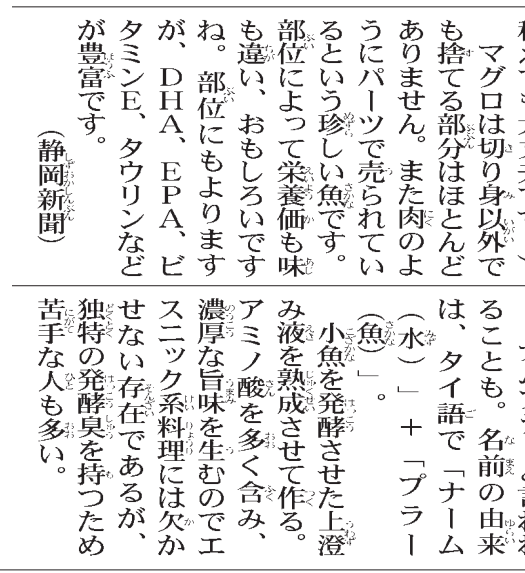 マグロは切り身以外で
も捨てる部分はほとんど
ありません。また肉のよ
うにパーツで売られてい
るという珍しい魚です。
部位によって栄養価も味
も違い、おもしろいです
ね。部位にもよります
が、DHA、EPA、ビ
タミンE、タウリンなど
が豊富です。
(静岡新聞)
ることも。名前の由来
は、タイ語で「ナーム
(水)」+「プラー
(魚)」。
小魚を発酵させた上澄
み液を熟成させて作る。
アミノ酸を多く含み、
濃厚な旨味を生むのでエ
スニック系料理には欠か
せない存在であるが、
独特の発酵臭を持つため
苦手な人も多い。